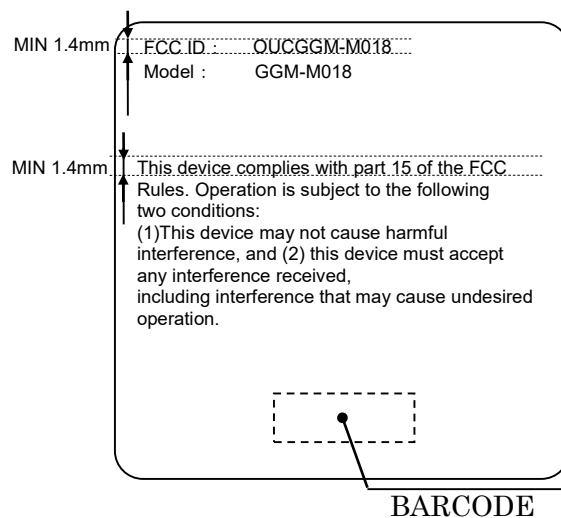 MIN 1.4mm FCC ID : OUCGGM-M018
Model : GGM-M018
MIN 1.4mm This device complies with part 15 of the FCC
Rules. Operation is subject to the following
two conditions:
(1)This device may not cause harmful
interference, and (2) this device must accept
any interference received,
including interference that may cause undesired
operation.
BARCODE